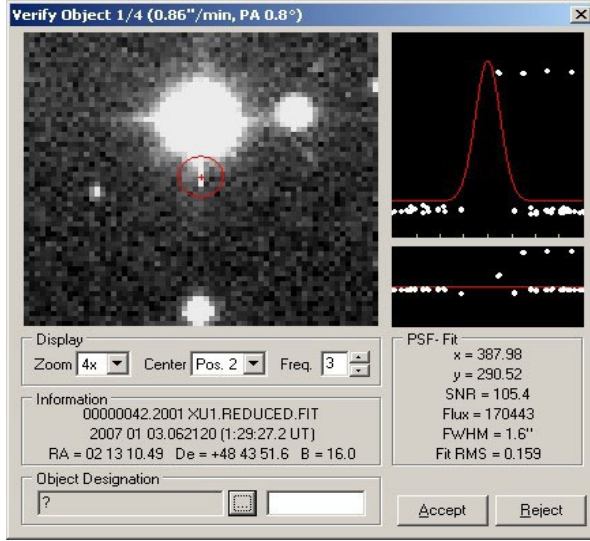 Verify Object 1/4 (0.86"/min, PA 0.8°)
Display
Zoom 4x Center Pos. 2 Freq. 3
Information
00000042.2001 XU1.REDUCED.FIT
2007 01 03.062120 (1:29:27.2 UT)
RA = 02 13 10.49 De = +48 43 51.6 B = 16.0
Object Designation
? ...
PSF- Fit
x = 387.98
y = 290.52
SNR = 105.4
Flux = 170443
FWHM = 1.6"
Fit RMS = 0.159
Accept Reject